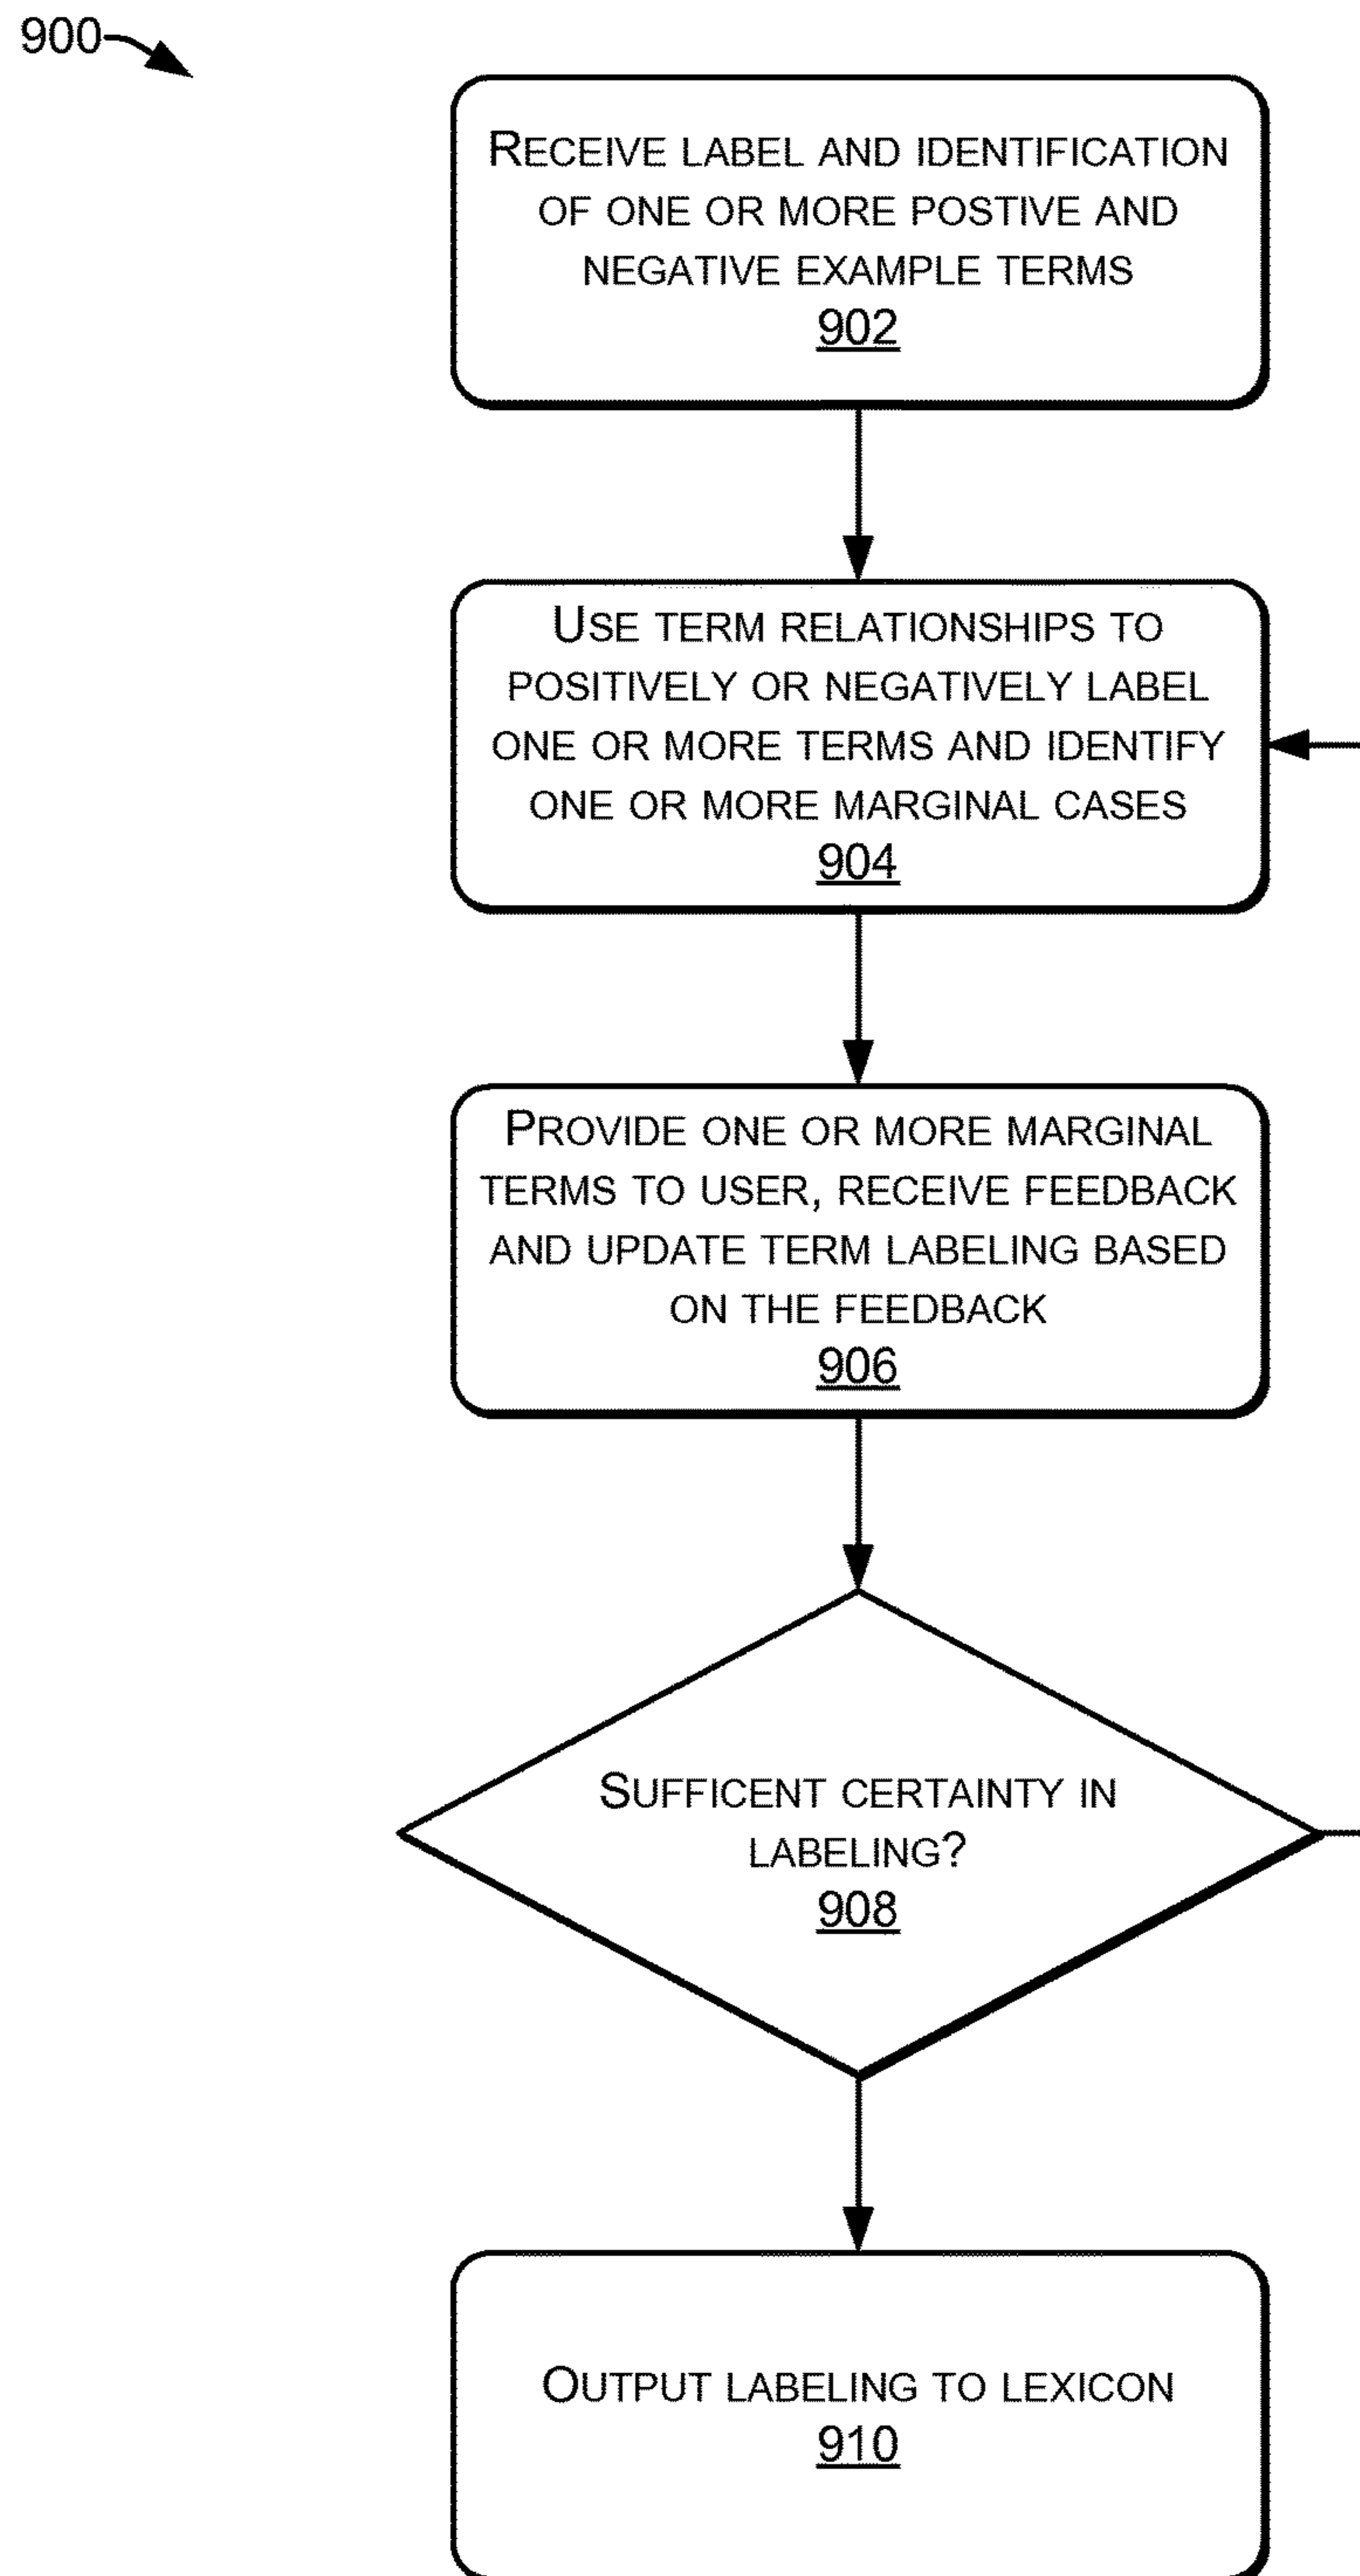 900
RECEIVE LABEL AND IDENTIFICATION
OF ONE OR MORE POSTIVE AND
NEGATIVE EXAMPLE TERMS
902
USE TERM RELATIONSHIPS TO
POSITIVELY OR NEGATIVELY LABEL
ONE OR MORE TERMS AND IDENTIFY
ONE OR MORE MARGINAL CASES
904
PROVIDE ONE OR MORE MARGINAL
TERMS TO USER, RECEIVE FEEDBACK
AND UPDATE TERM LABELING BASED
ON THE FEEDBACK
906
SUFFICENT CERTAINTY IN
LABELING?
908
OUTPUT LABELING TO LEXICON
910